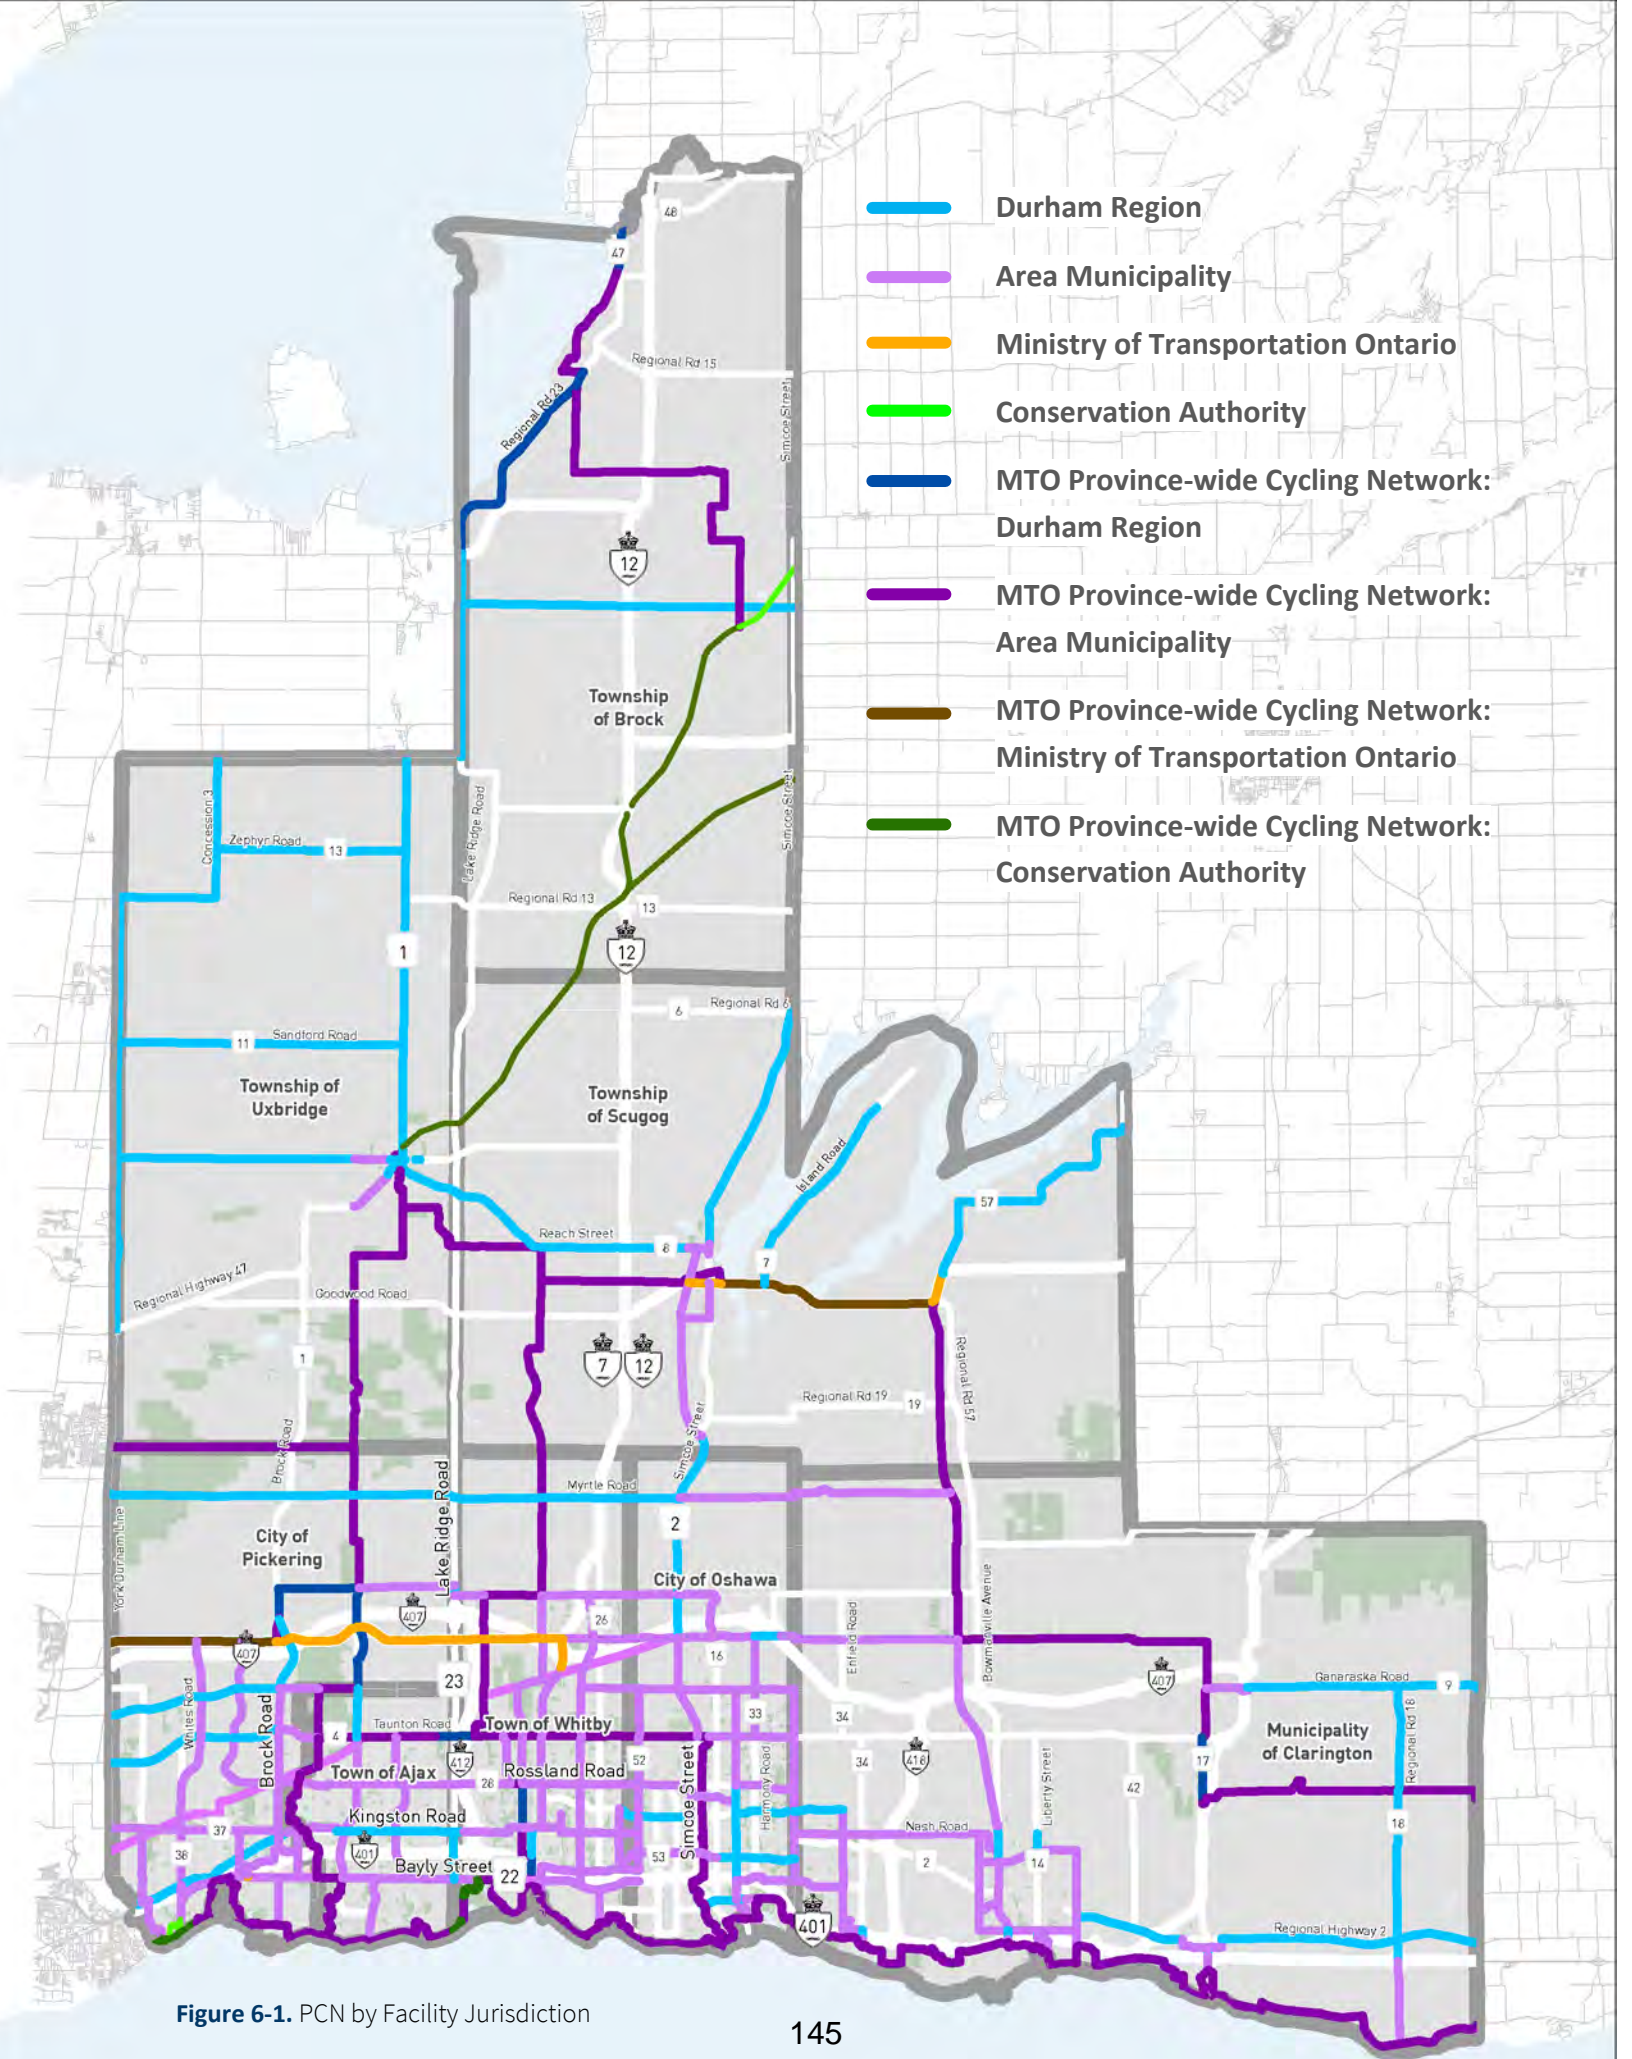 48
47
Durham Region
Area Municipality
Ministry of Transportation Ontario
Conservation Authority
MTO Province-wide Cycling Network:
Durham Region
MTO Province-wide Cycling Network:
Area Municipality
MTO Province-wide Cycling Network:
Ministry of Transportation Ontario
MTO Province-wide Cycling Network:
Conservation Authority
Regional Rd 15
Regional Rd 23
Simcoe Street
12
Township
of Brock
Concession 3
Zephyr Road
13
Lake Ridge Road
Simcoe Street
Regional Rd 13
13
1
12
Regional Rd 6
6
11
Sandford Road
Township of
Uxbridge
Township
of Scugog
Island Road
57
Reach Street
8
7
Regional Highway 47
Goodwood Road
1
7
12
Regional Rd 57
Regional Rd 19
19
Brock Road
Simcoe Street
Lake Ridge Road
Myrtle Road
York Durham Line
City of
Pickering
2
City of Oshawa
407
26
Enfield Road
Bowmanville Avenue
407
16
23
407
Ganaraska Road
9
Whites Road
Brock Road
4
Taunton Road
Town of Whitby
33
34
Regional Rd 18
Municipality
of Clarington
412
52
Simcoe Street
Harmony Road
34
418
Liberty Street
17
Town of Ajax
28
Rossland Road
42
Kingston Road
37
Nash Road
18
38
401
Bayly Street
22
53
2
14
401
Regional Highway 2
Figure 6-1. PCN by Facility Jurisdiction
145